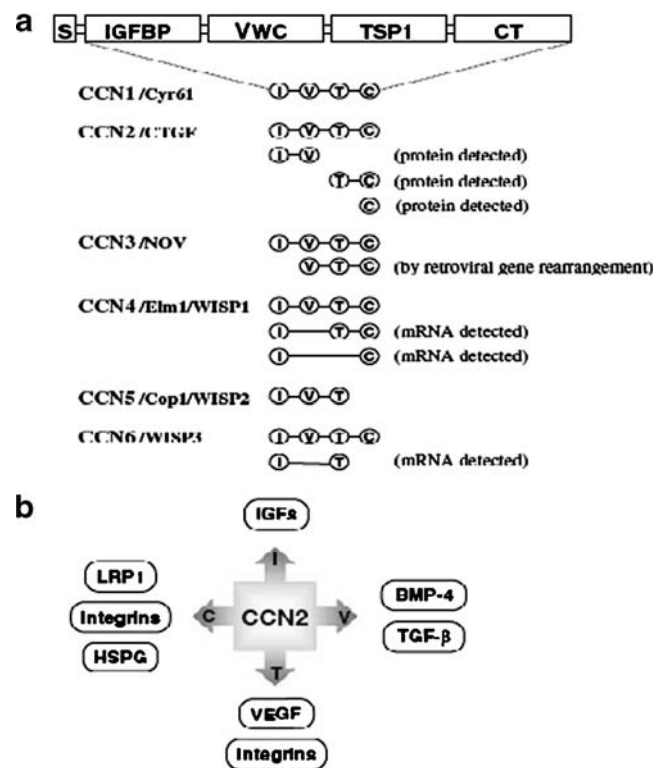 a
S IGFBP VWC TSP1 CT
CCN1/Cyr61 I V T C
CCN2/CTGF I V T C
I V (protein detected)
T C (protein detected)
C (protein detected)
CCN3/NOV I V T C
V T C (by retroviral gene rearrangement)
CCN4/Elm1/WISP1 I V T C
I T C (mRNA detected)
I C (mRNA detected)
CCN5/Cop1/WISP2 I V T
CCN6/WISP3 I V T C
I T (mRNA detected)
b
IGFs
I
LRP1
BMP-4
Integrins C CCN2 V
HSPG
TGF-β
T
VEGF
Integrins